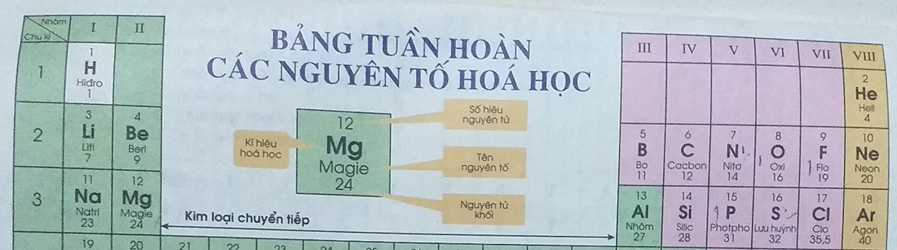 Nhóm
Chu kì
I
II
III
IV
V
VI
VII
VIII
BẢNG TUẦN HOÀN
CÁC NGUYÊN TỐ HOÁ HỌC
1
1
H
Hiđro
1
2
He
Heli
4
2
3
Li
Liti
7
4
Be
Beri
9
Kí hiệu
hoá học
12
Mg
Magie
24
Số hiệu
nguyên tử
Tên
nguyên tố
Nguyên tử
khối
5
B
Bo
11
6
C
Cacbon
12
7
N
Nitơ
14
8
O
Oxi
16
9
F
Flo
19
10
Ne
Neon
20
3
11
Na
Natri
23
12
Mg
Magie
24
Kim loại chuyển tiếp
13
Al
Nhôm
27
14
Si
Silic
28
15
P
Photpho
31
16
S
Lưu huỳnh
32
17
Cl
Clo
35,5
18
Ar
Agon
40
19
20
21
22
23